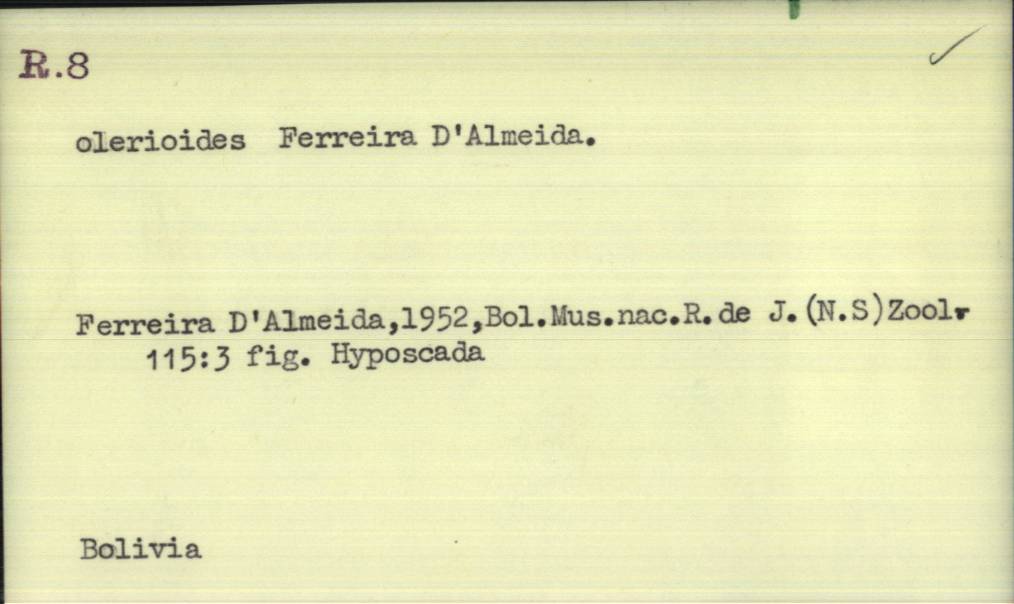 R.8
olerioides Ferreira D'Almeida.
Ferreira D'Almeida,1952,Bol.Mus.nac.R.de J.(N.S)Zool.
115:3 fig. Hyposcada
Bolivia